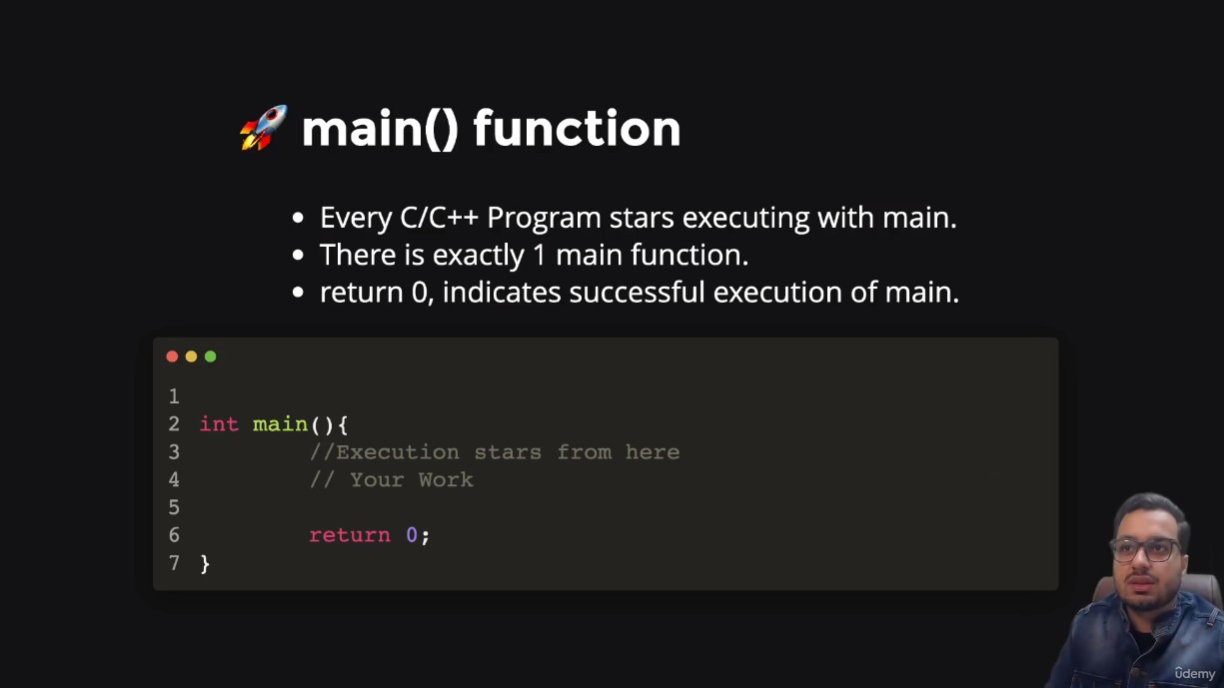 🚀 main() function
• Every C/C++ Program stars executing with main.
• There is exactly 1 main function.
• return 0, indicates successful execution of main.
1
2 int main(){
3 //Execution stars from here
4 // Your Work
5
6 return 0;
7 }
ûdemy